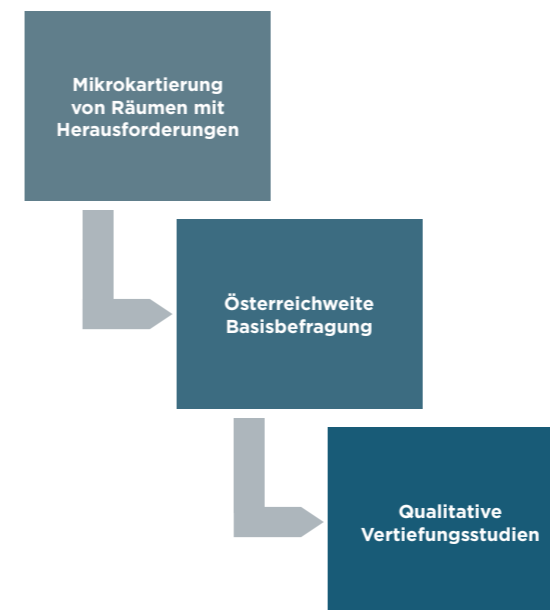 Mikrokartierung
von Räumen mit
Herausforderungen
Österreichweite
Basisbefragung
Qualitative
Vertiefungsstudien